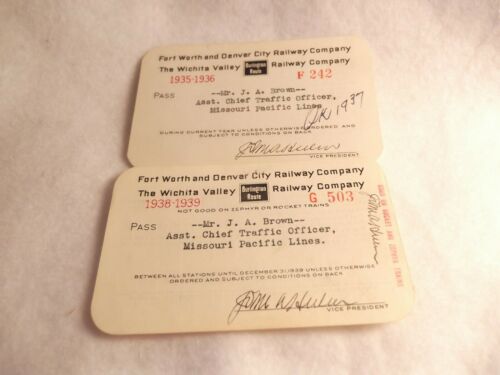 Fort Worth and Denver City Railway Company
The Wichita Valley Burlington Route Railway Company
1935-1936 F 242
PASS --Mr. J. A. Brown--
Asst. Chief Traffic Officer,
Missouri Pacific Lines.
OK 1937
DURING CURRENT YEAR UNLESS OTHERWISE ORDERED AND
SUBJECT TO CONDITIONS ON BACK
VICE PRESIDENT
Fort Worth and Denver City Railway Company
The Wichita Valley Burlington Route Railway Company
1938-1939 G 503
NOT GOOD ON ZEPHYR OR ROCKET TRAINS
PASS --Mr. J. A. Brown--
Asst. Chief Traffic Officer,
Missouri Pacific Lines.
BETWEEN ALL STATIONS UNTIL DECEMBER 31, 1939 UNLESS OTHERWISE
ORDERED AND SUBJECT TO CONDITIONS ON BACK
VICE PRESIDENT